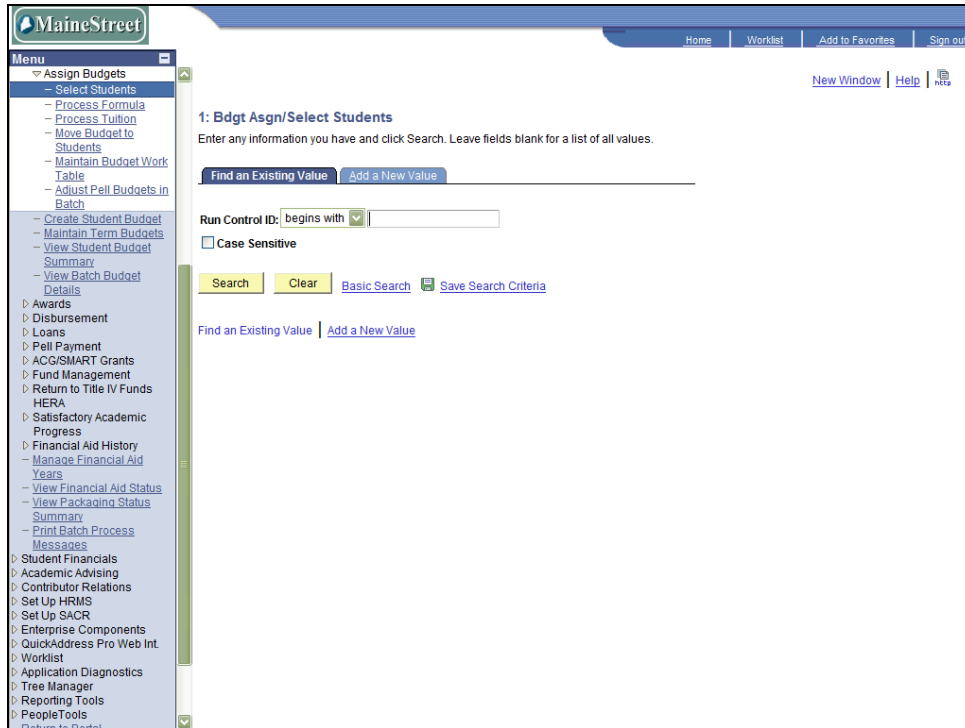 MaineStreet
Home
Worklist
Add to Favorites
Sign out
Menu
Assign Budgets
Select Students
Process Formula
Process Tuition
Move Budget to
Students
Maintain Budget Work
Table
Adjust Pell Budgets in
Batch
Create Student Budget
Maintain Term Budgets
View Student Budget
Summary
View Batch Budget
Details
Awards
Disbursement
Loans
Pell Payment
ACG/SMART Grants
Fund Management
Return to Title IV Funds
HERA
Satisfactory Academic
Progress
Financial Aid History
Manage Financial Aid
Years
View Financial Aid Status
View Packaging Status
Summary
Print Batch Process
Messages
Student Financials
Academic Advising
Contributor Relations
Set Up HRMS
Set Up SACR
Enterprise Components
QuickAddress Pro Web Int.
Worklist
Application Diagnostics
Tree Manager
Reporting Tools
PeopleTools
Return to Portal
New Window | Help | http
1: Bdgt Asgn/Select Students
Enter any information you have and click Search. Leave fields blank for a list of all values.
Find an Existing Value
Add a New Value
Run Control ID: begins with
Case Sensitive
Search
Clear
Basic Search
Save Search Criteria
Find an Existing Value | Add a New Value